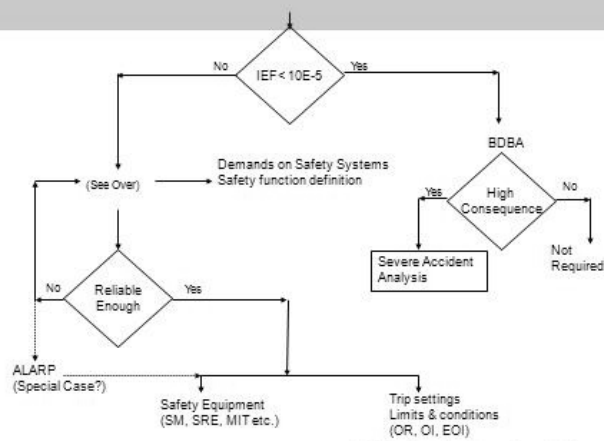 No
IEF< 10E-5
Yes
BDBA
Demands on Safety Systems
Safety function definition
(See Over)
Yes
High
Consequence
No
Severe Accident
Analysis
Not
Required
No
Reliable
Enough
Yes
ALARP
(Special Case?)
Safety Equipment
(SM, SRE, MIT etc.)
Trip settings
Limits & conditions
(OR, OI, EOI)